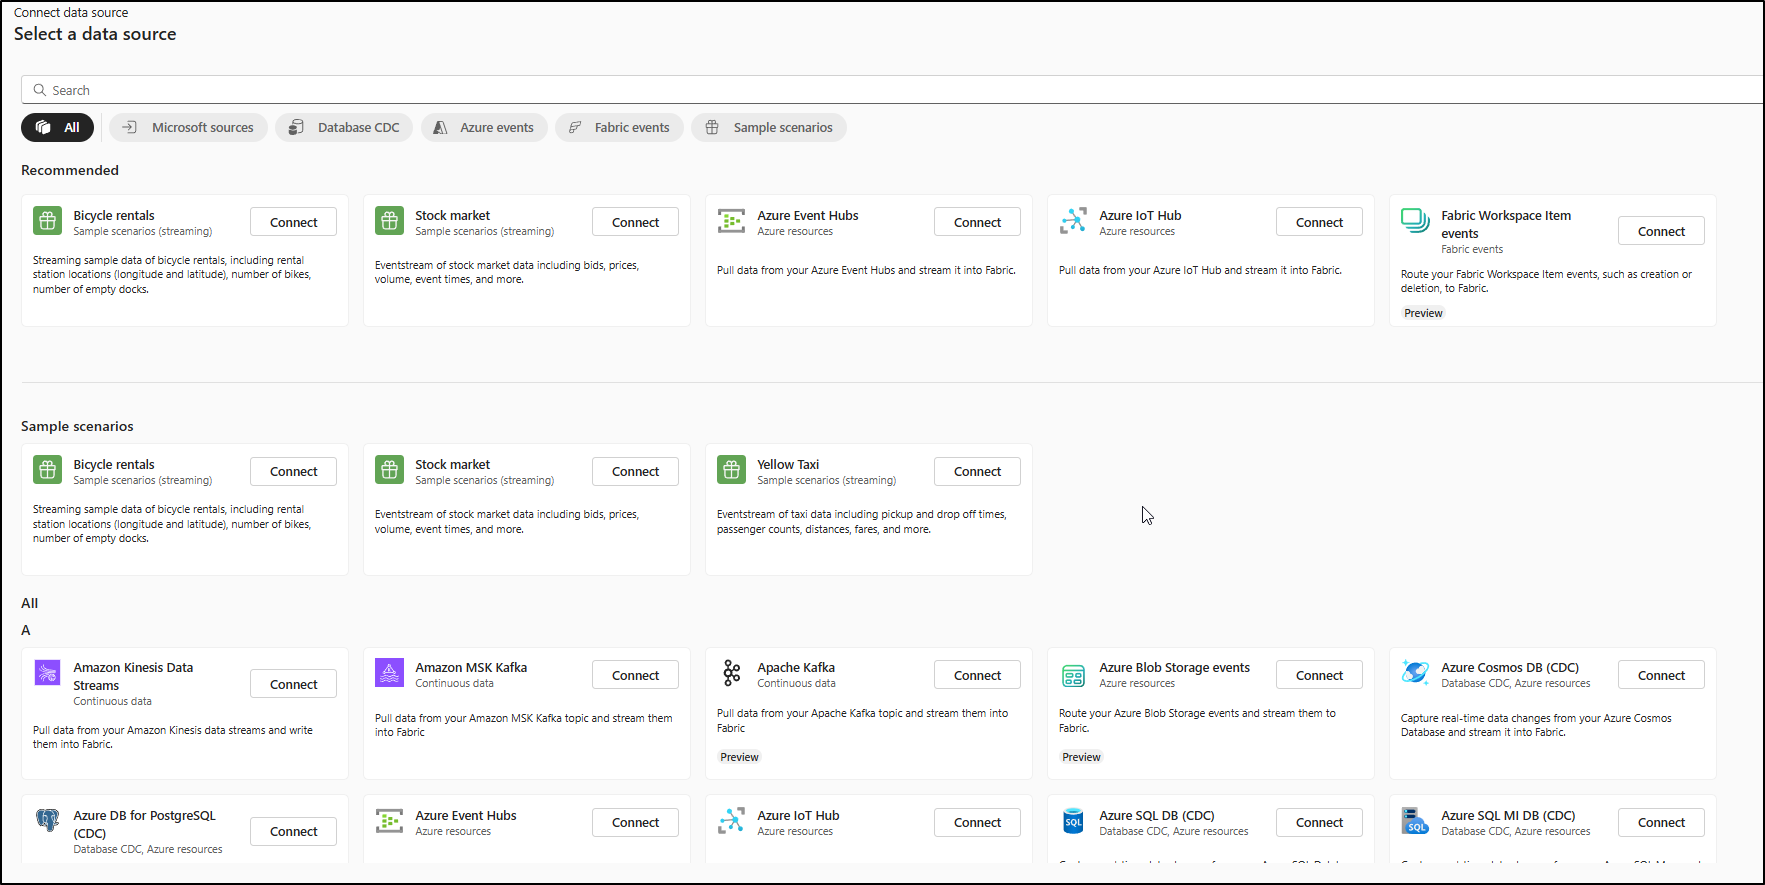 Connect data source
Select a data source
Search
All
Microsoft sources
Database CDC
Azure events
Fabric events
Sample scenarios
Recommended
Bicycle rentals
Sample scenarios (streaming)
Connect
Streaming sample data of bicycle rentals, including rental
station locations (longitude and latitude), number of bikes,
number of empty docks.
Stock market
Sample scenarios (streaming)
Connect
Eventstream of stock market data including bids, prices,
volume, event times, and more.
Azure Event Hubs
Azure resources
Connect
Pull data from your Azure Event Hubs and stream it into Fabric.
Azure IoT Hub
Azure resources
Connect
Pull data from your Azure IoT Hub and stream it into Fabric.
Fabric Workspace Item
events
Fabric events
Connect
Route your Fabric Workspace Item events, such as creation or
deletion, to Fabric.
Preview
Sample scenarios
Bicycle rentals
Sample scenarios (streaming)
Connect
Streaming sample data of bicycle rentals, including rental
station locations (longitude and latitude), number of bikes,
number of empty docks.
Stock market
Sample scenarios (streaming)
Connect
Eventstream of stock market data including bids, prices,
volume, event times, and more.
Yellow Taxi
Sample scenarios (streaming)
Connect
Eventstream of taxi data including pickup and drop off times,
passenger counts, distances, fares, and more.
All
A
Amazon Kinesis Data
Streams
Continuous data
Connect
Pull data from your Amazon Kinesis data streams and write
them into Fabric.
Amazon MSK Kafka
Continuous data
Connect
Pull data from your Amazon MSK Kafka topic and stream them
into Fabric
Apache Kafka
Continuous data
Connect
Pull data from your Apache Kafka topic and stream them into
Fabric
Preview
Azure Blob Storage events
Azure resources
Connect
Route your Azure Blob Storage events and stream them to
Fabric.
Preview
Azure Cosmos DB (CDC)
Database CDC, Azure resources
Connect
Capture real-time data changes from your Azure Cosmos
Database and stream it into Fabric.
Azure DB for PostgreSQL
(CDC)
Database CDC, Azure resources
Connect
Azure Event Hubs
Azure resources
Connect
Azure IoT Hub
Azure resources
Connect
SQL
Azure SQL DB (CDC)
Database CDC, Azure resources
Connect
SQL
Azure SQL MI DB (CDC)
Database CDC, Azure resources
Connect